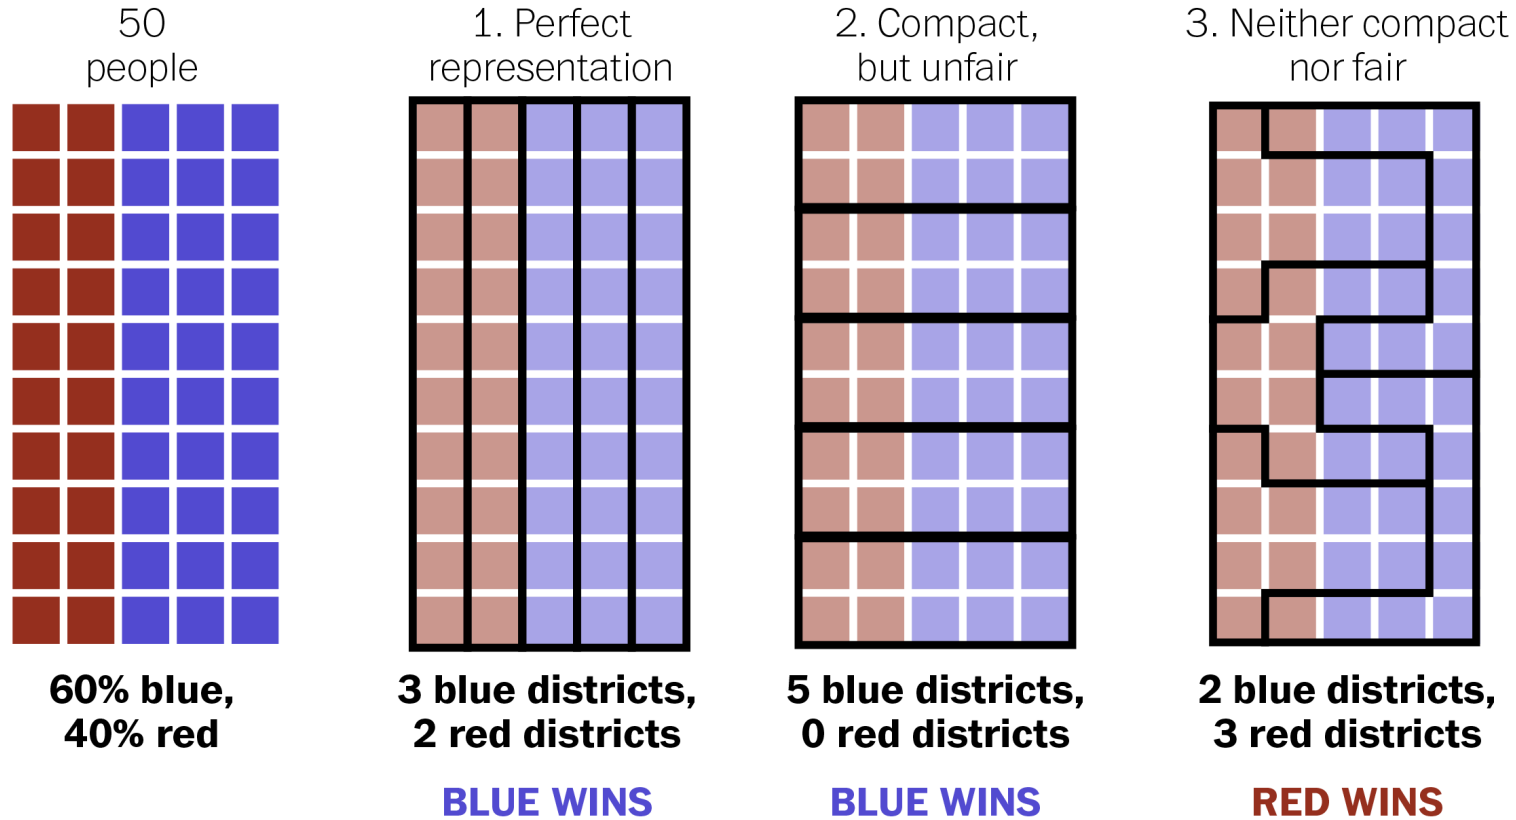 50
people
1. Perfect
representation
2. Compact,
but unfair
3. Neither compact
nor fair
60% blue,
40% red
3 blue districts,
2 red districts
5 blue districts,
0 red districts
2 blue districts,
3 red districts
BLUE WINS
BLUE WINS
RED WINS